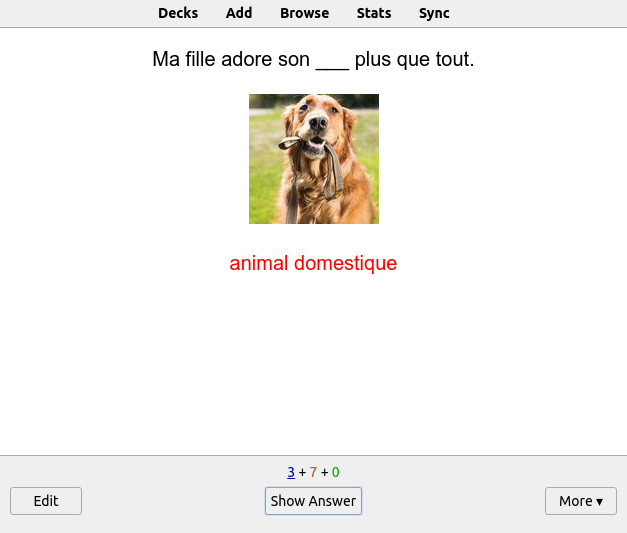 Decks Add Browse Stats Sync
Ma fille adore son ___ plus que tout.
animal domestique
3 + 7 + 0
Edit Show Answer More ▾